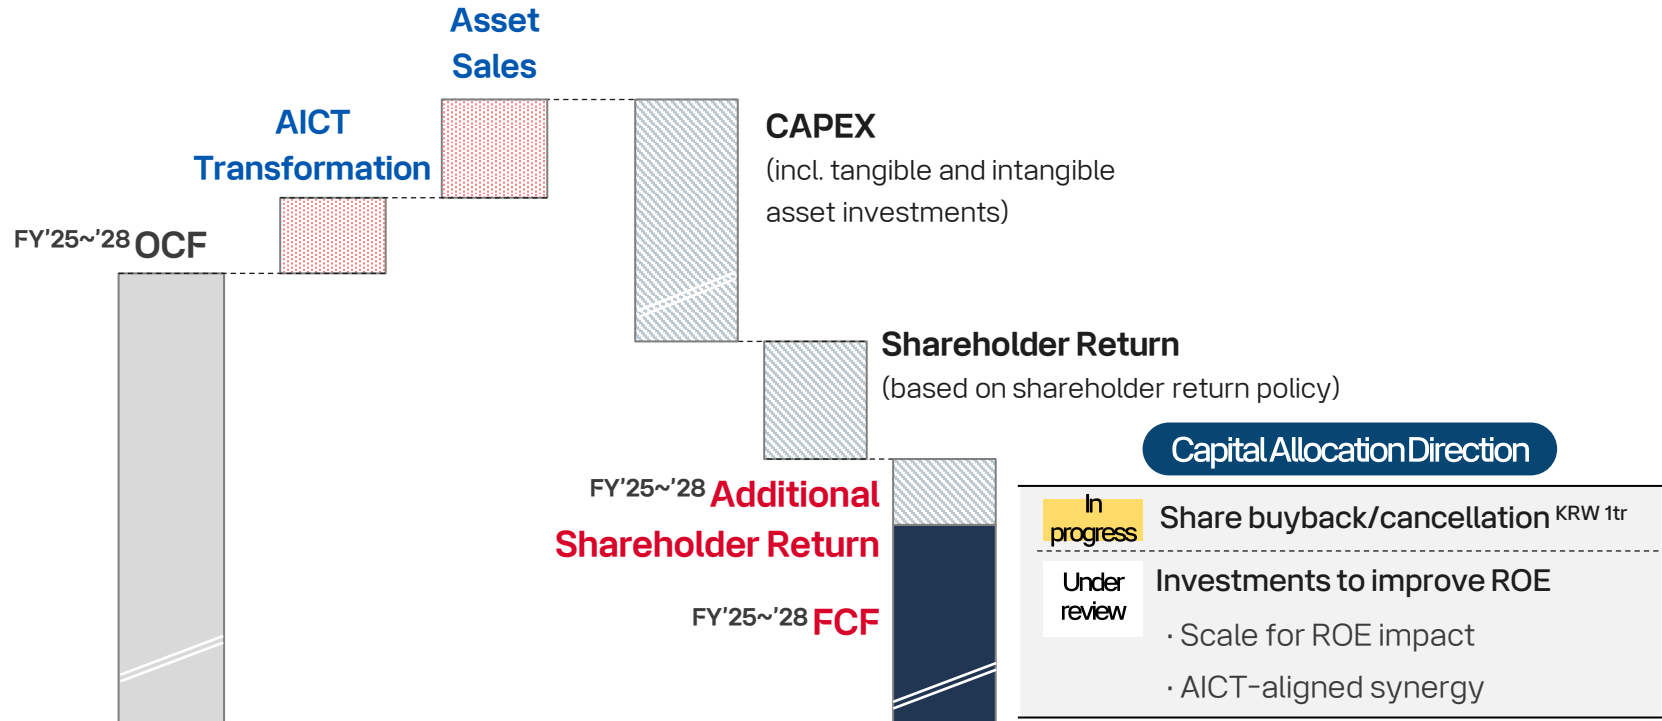 Asset
Sales
AICT
Transformation
FY'25~'28 OCF
CAPEX
(incl. tangible and intangible
asset investments)
Shareholder Return
(based on shareholder return policy)
FY'25~'28 Additional
Shareholder Return
FY'25~'28 FCF
Capital Allocation Direction
In
progress
Share buyback/cancellation KRW 1tr
Under
review
Investments to improve ROE
· Scale for ROE impact
· AICT-aligned synergy